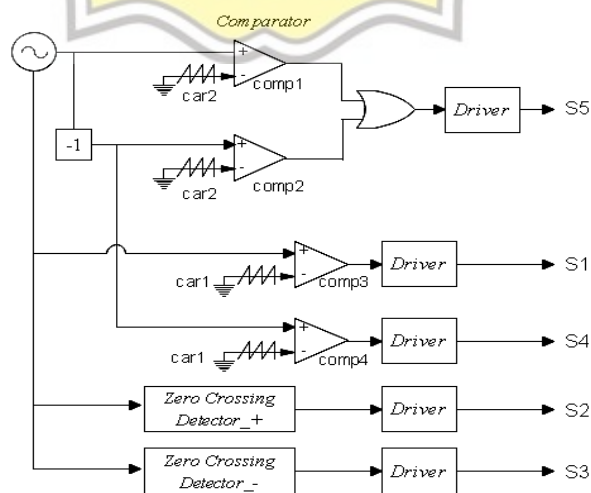 Comparator
+
-
comp1
car2
Driver
S5
-1
+
-
comp2
car2
+
-
comp3
car1
Driver
S1
+
-
comp4
car1
Driver
S4
Zero Crossing
Detector_+
Driver
S2
Zero Crossing
Detector_-
Driver
S3